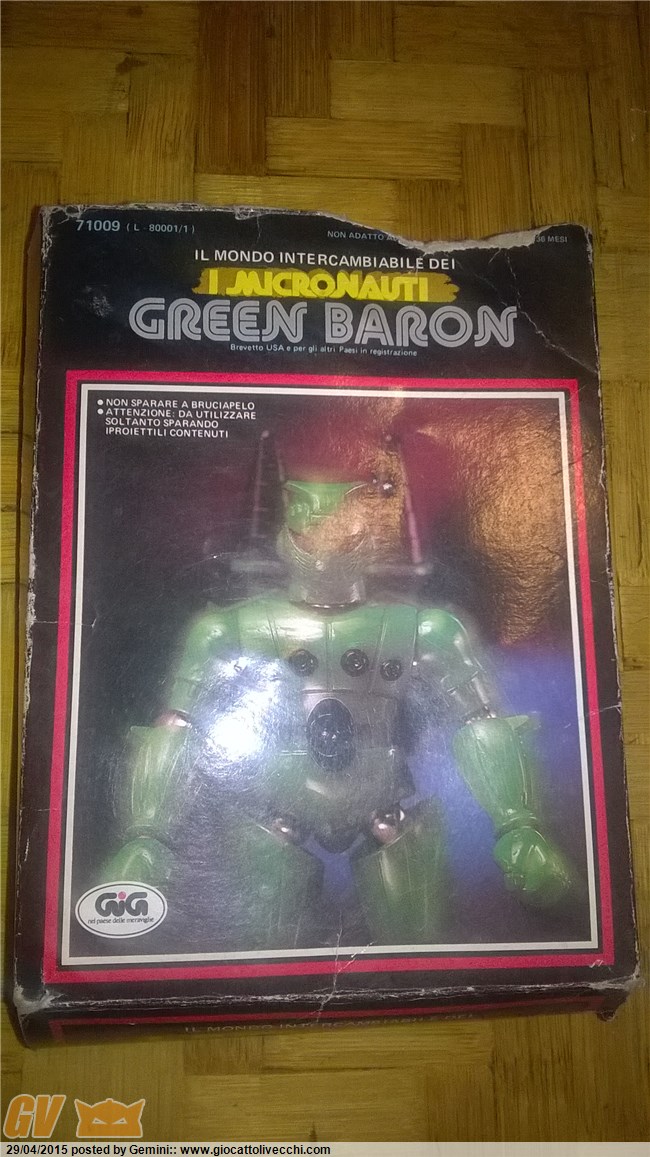 71009 ( L - 80001/1 )
NON ADATTO 36 MESI
IL MONDO INTERCAMBIABILE DEI
I MICRONAUTI
GREEN BARON
Brevetto USA e per gli altri Paesi in registrazione
● NON SPARARE A BRUCIAPELO
● ATTENZIONE: DA UTILIZZARE
SOLTANTO SPARANDO
IPROIETTILI CONTENUTI
GiG
nel paese delle meraviglie
IL MONDO INTERCAMBIABILE DEI
GV
29/04/2015 posted by Gemini:: www.giocattolivecchi.com